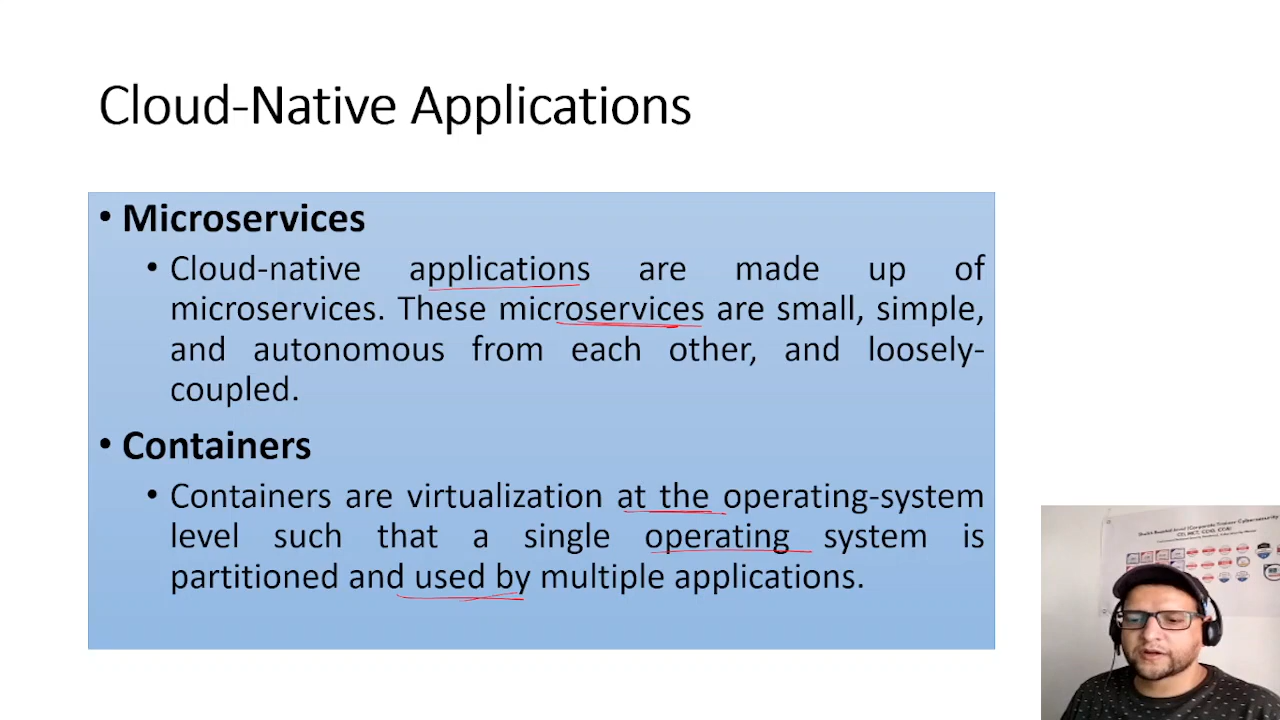 Cloud-Native Applications
• Microservices
• Cloud-native applications are made up of
microservices. These microservices are small, simple,
and autonomous from each other, and loosely-
coupled.
• Containers
• Containers are virtualization at the operating-system
level such that a single operating system is
partitioned and used by multiple applications.